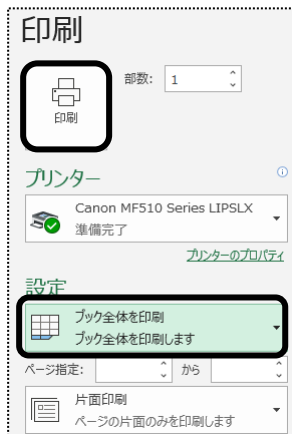 印刷
部数: 1
印刷
プリンター
Canon MF510 Series LIPSLX
準備完了
プリンターのプロパティ
設定
ブック全体を印刷
ブック全体を印刷します
ページ指定: から
片面印刷
ページの片面のみを印刷します